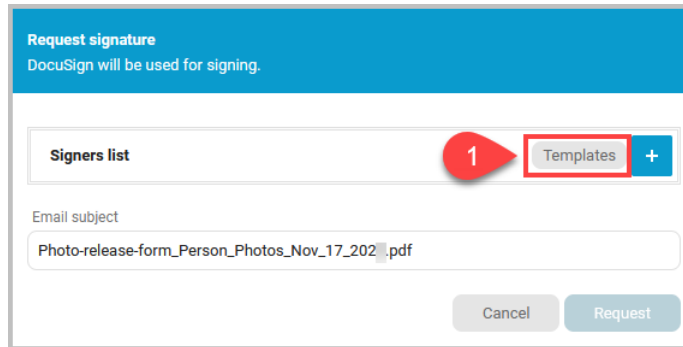 Request signature
DocuSign will be used for signing.
Signers list
1
Templates
+
Email subject
Photo-release-form_Person_Photos_Nov_17_202 .pdf
Cancel
Request